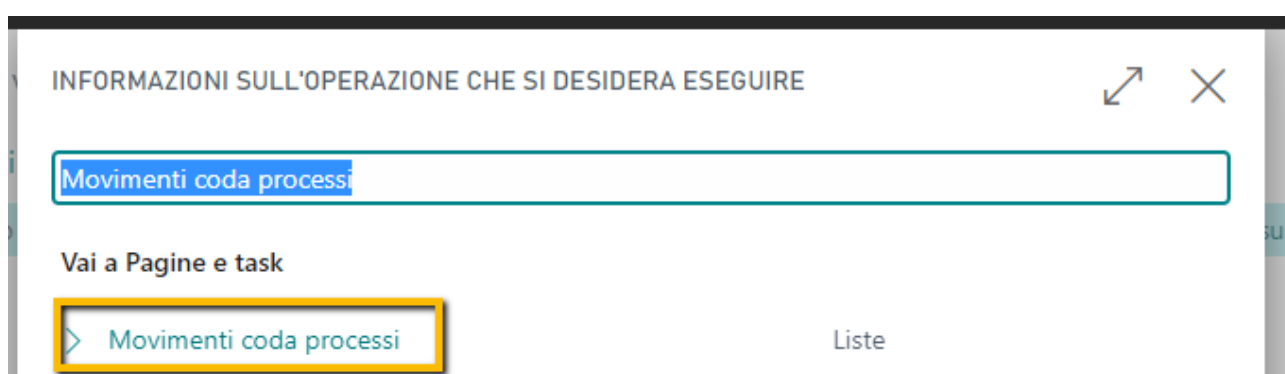 INFORMAZIONI SULL'OPERAZIONE CHE SI DESIDERA ESEGUIRE
Movimenti coda processi
Vai a Pagine e task
Movimenti coda processi Liste